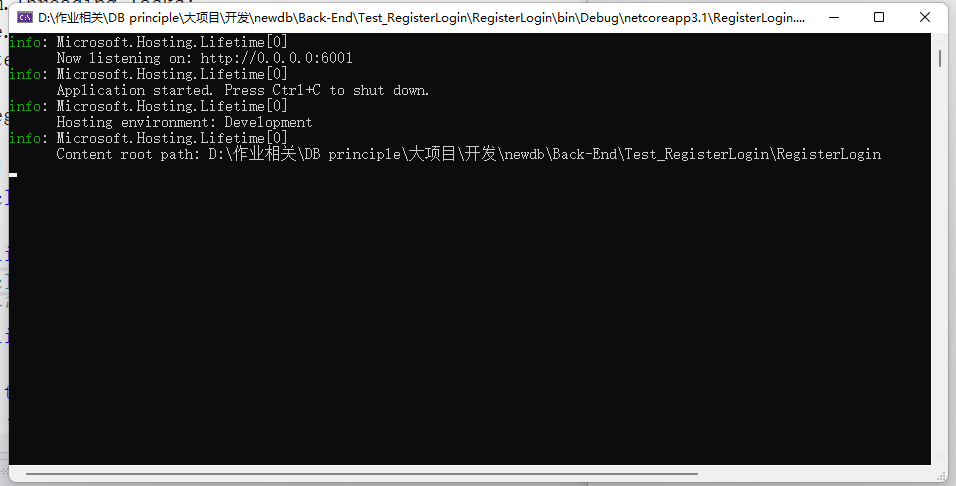 D:\作业相关\DB principle\大项目\开发\newdb\Back-End\Test_RegisterLogin\RegisterLogin\bin\Debug\netcoreapp3.1\RegisterLogin....
info: Microsoft.Hosting.Lifetime[0]
Now listening on: http://0.0.0.0:6001
info: Microsoft.Hosting.Lifetime[0]
Application started. Press Ctrl+C to shut down.
info: Microsoft.Hosting.Lifetime[0]
Hosting environment: Development
info: Microsoft.Hosting.Lifetime[0]
Content root path: D:\作业相关\DB principle\大项目\开发\newdb\Back-End\Test_RegisterLogin\RegisterLogin